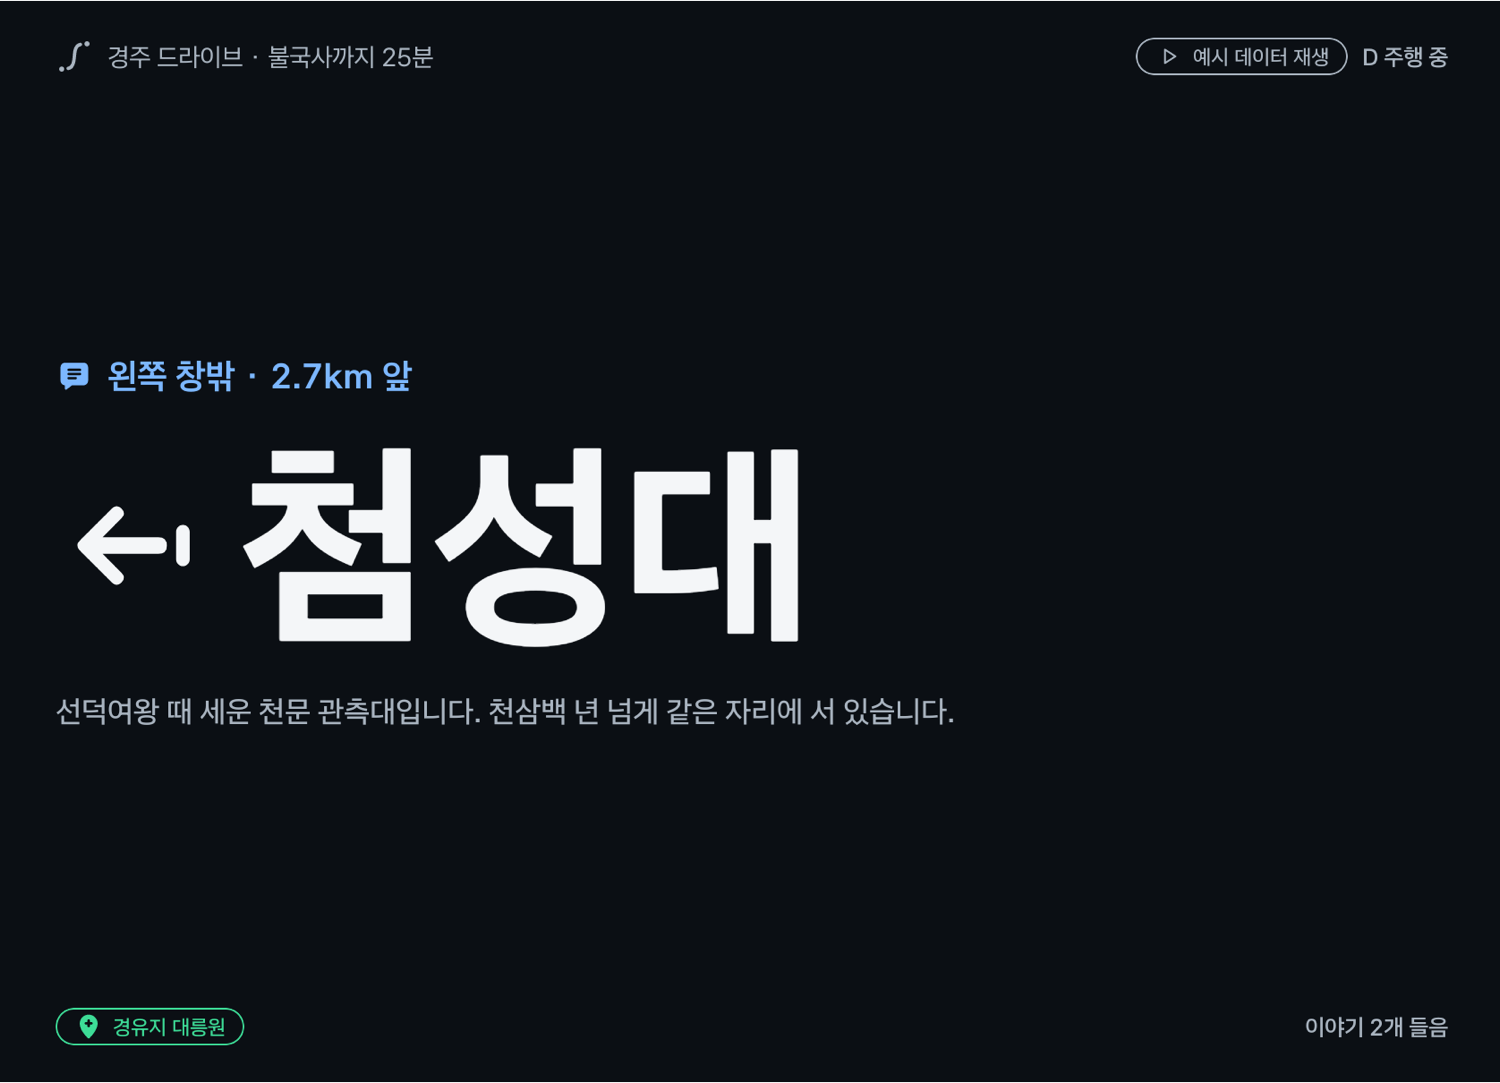 경주 드라이브 · 불국사까지 25분
예시 데이터 재생
D 주행 중
왼쪽 창밖 · 2.7km 앞
첨성대
선덕여왕 때 세운 천문 관측대입니다. 천삼백 년 넘게 같은 자리에 서 있습니다.
경유지 대릉원
이야기 2개 들음